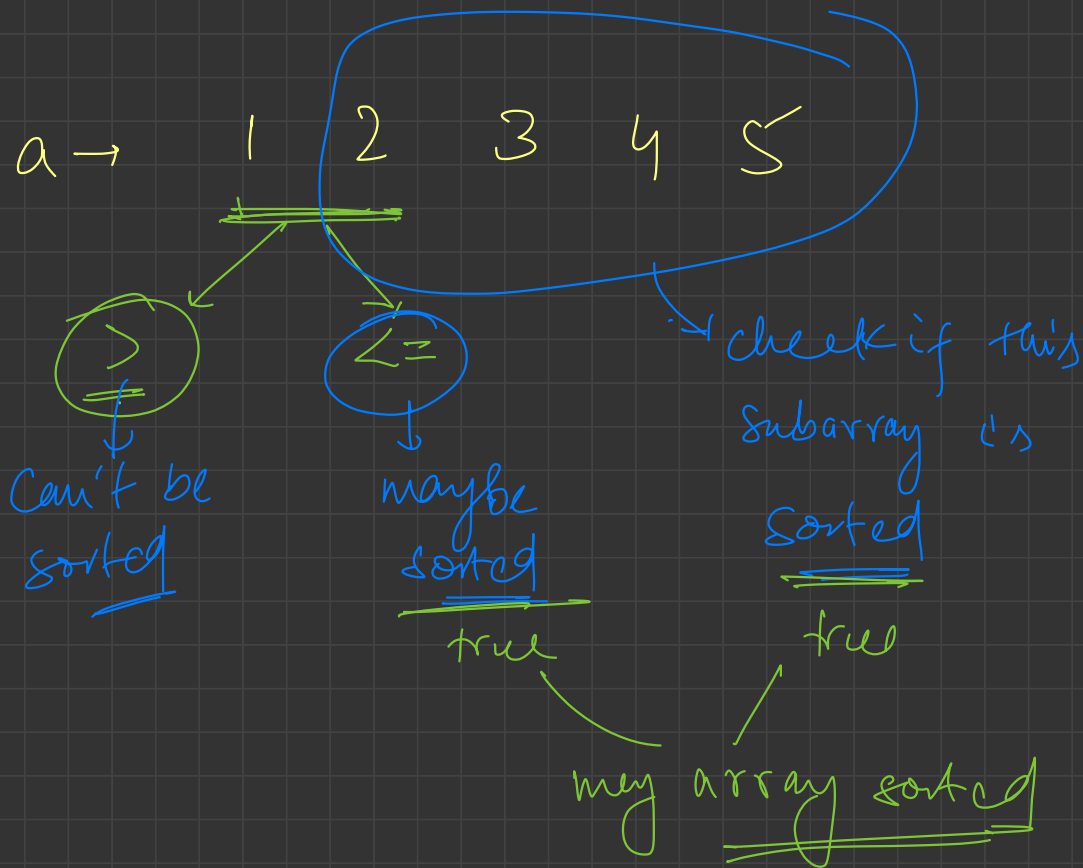 a → 1 2 3 4 5
>
<=
check if this
subarray is
sorted
Can't be
sorted
maybe
sorted
true
true
my array sorted